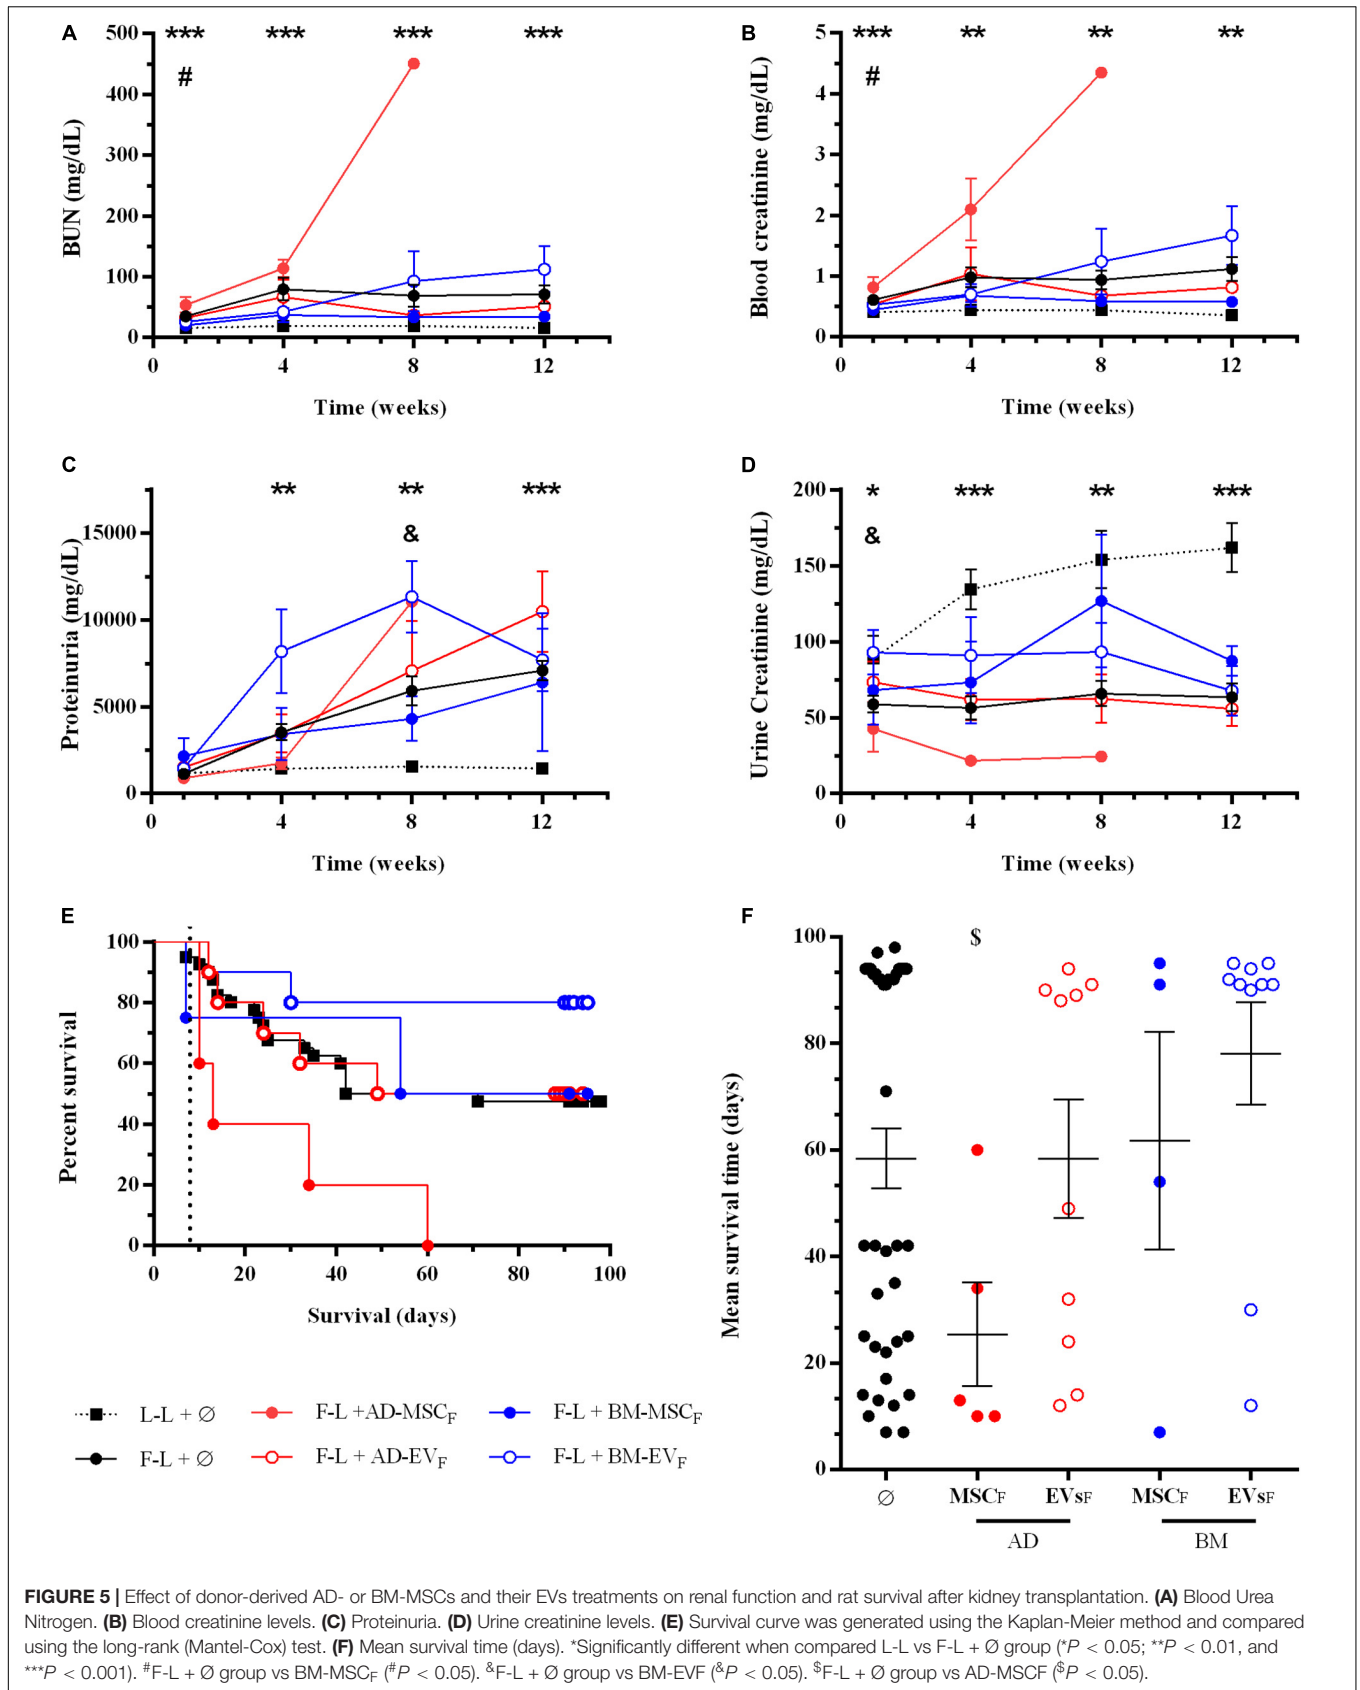 A
500
400
300
200
100
0
BUN (mg/dL)
*** *** *** ***
#
0 4 8 12
Time (weeks)
B
5
4
3
2
1
0
Blood creatinine (mg/dL)
*** ** ** **
#
0 4 8 12
Time (weeks)
C
15000
10000
5000
0
Proteinuria (mg/dL)
** ** ***
&
0 4 8 12
Time (weeks)
D
200
150
100
50
0
Urine Creatinine (mg/dL)
* *** ** ***
&
0 4 8 12
Time (weeks)
E
100
80
60
40
20
0
Percent survival
0 20 40 60 80 100
Survival (days)
L-L + ∅ F-L +AD-MSCF F-L + BM-MSCF
F-L + ∅ F-L + AD-EVF F-L + BM-EVF
F
100
80
60
40
20
0
Mean survival time (days)
$
∅ MSCF EVsF MSCF EVsF
AD BM
FIGURE 5 | Effect of donor-derived AD- or BM-MSCs and their EVs treatments on renal function and rat survival after kidney transplantation. (A) Blood Urea
Nitrogen. (B) Blood creatinine levels. (C) Proteinuria. (D) Urine creatinine levels. (E) Survival curve was generated using the Kaplan-Meier method and compared
using the long-rank (Mantel-Cox) test. (F) Mean survival time (days). *Significantly different when compared L-L vs F-L + Ø group (*P < 0.05; **P < 0.01, and
***P < 0.001). #F-L + Ø group vs BM-MSCF (#P < 0.05). &F-L + Ø group vs BM-EVF (&P < 0.05). $F-L + Ø group vs AD-MSCF ($P < 0.05).